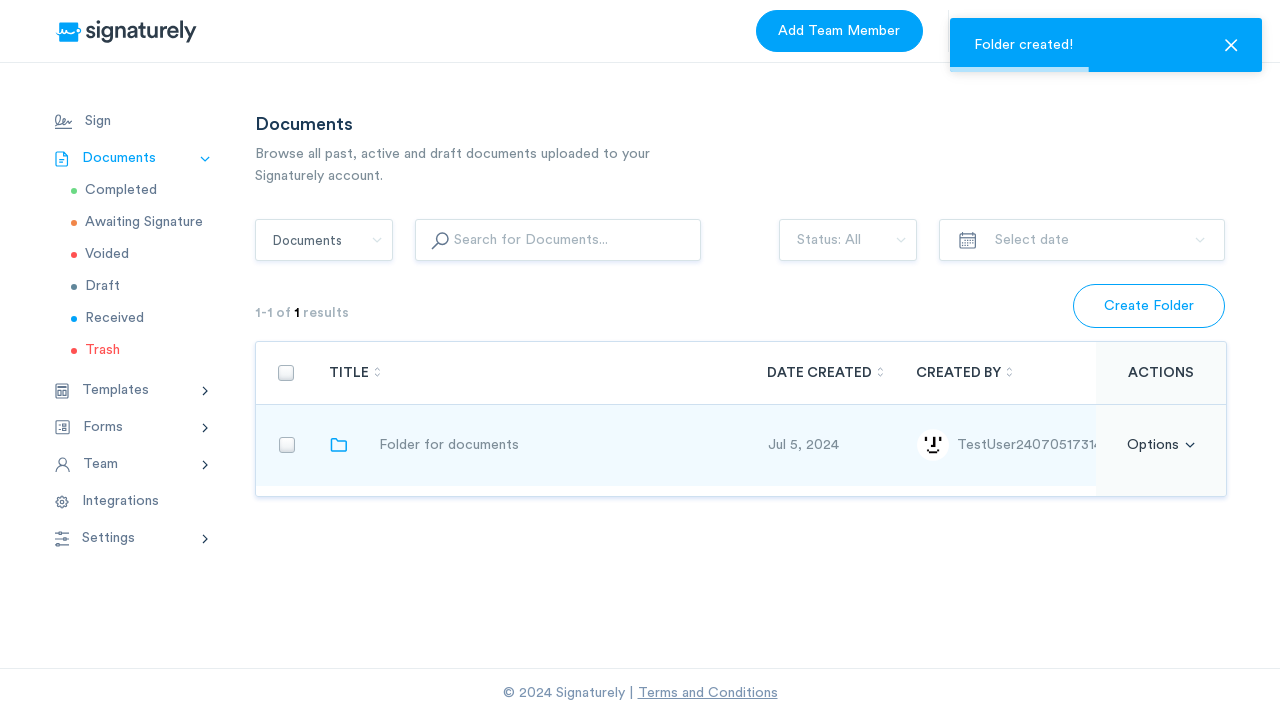 signaturely
Add Team Member
Folder created!
Sign
Documents
Completed
Awaiting Signature
Voided
Draft
Received
Trash
Templates
Forms
Team
Integrations
Settings
Documents
Browse all past, active and draft documents uploaded to your
Signaturely account.
Documents
Search for Documents...
Status: All
Select date
1-1 of 1 results
Create Folder
TITLE
DATE CREATED
CREATED BY
ACTIONS
Folder for documents
Jul 5, 2024
TestUser2407051731
Options
© 2024 Signaturely | Terms and Conditions